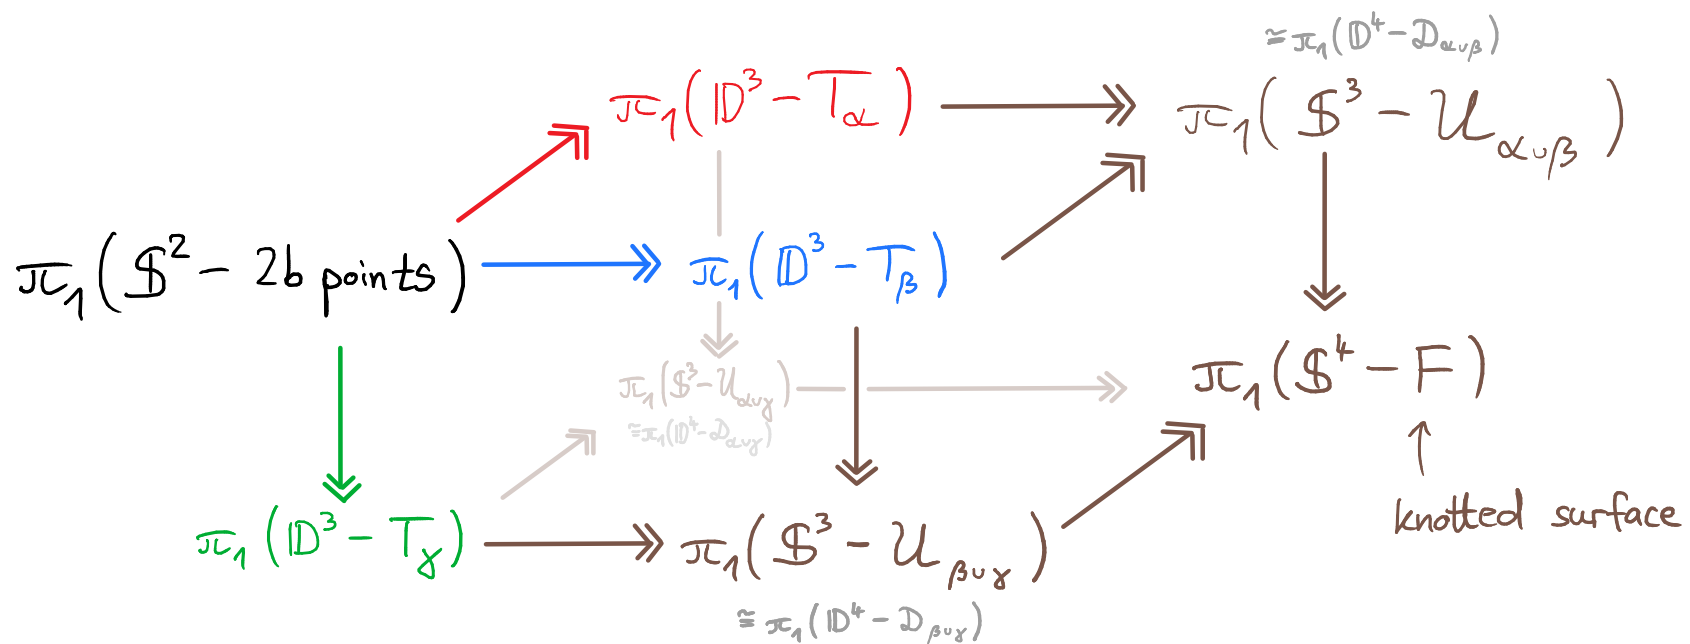 ≅π₁(𝔻⁴ − D_{α∪β})
π₁(𝔻³ − T_α)
π₁(𝕊³ − U_{α∪β})
π₁(𝕊² − 2b points)
π₁(𝔻³ − T_β)
π₁(𝕊³ − U_{α∪γ})
≅π₁(𝔻⁴ − D_{α∪γ})
π₁(𝕊⁴ − F)
knotted surface
π₁(𝔻³ − T_γ)
π₁(𝕊³ − U_{β∪γ})
≅π₁(𝔻⁴ − D_{β∪γ})